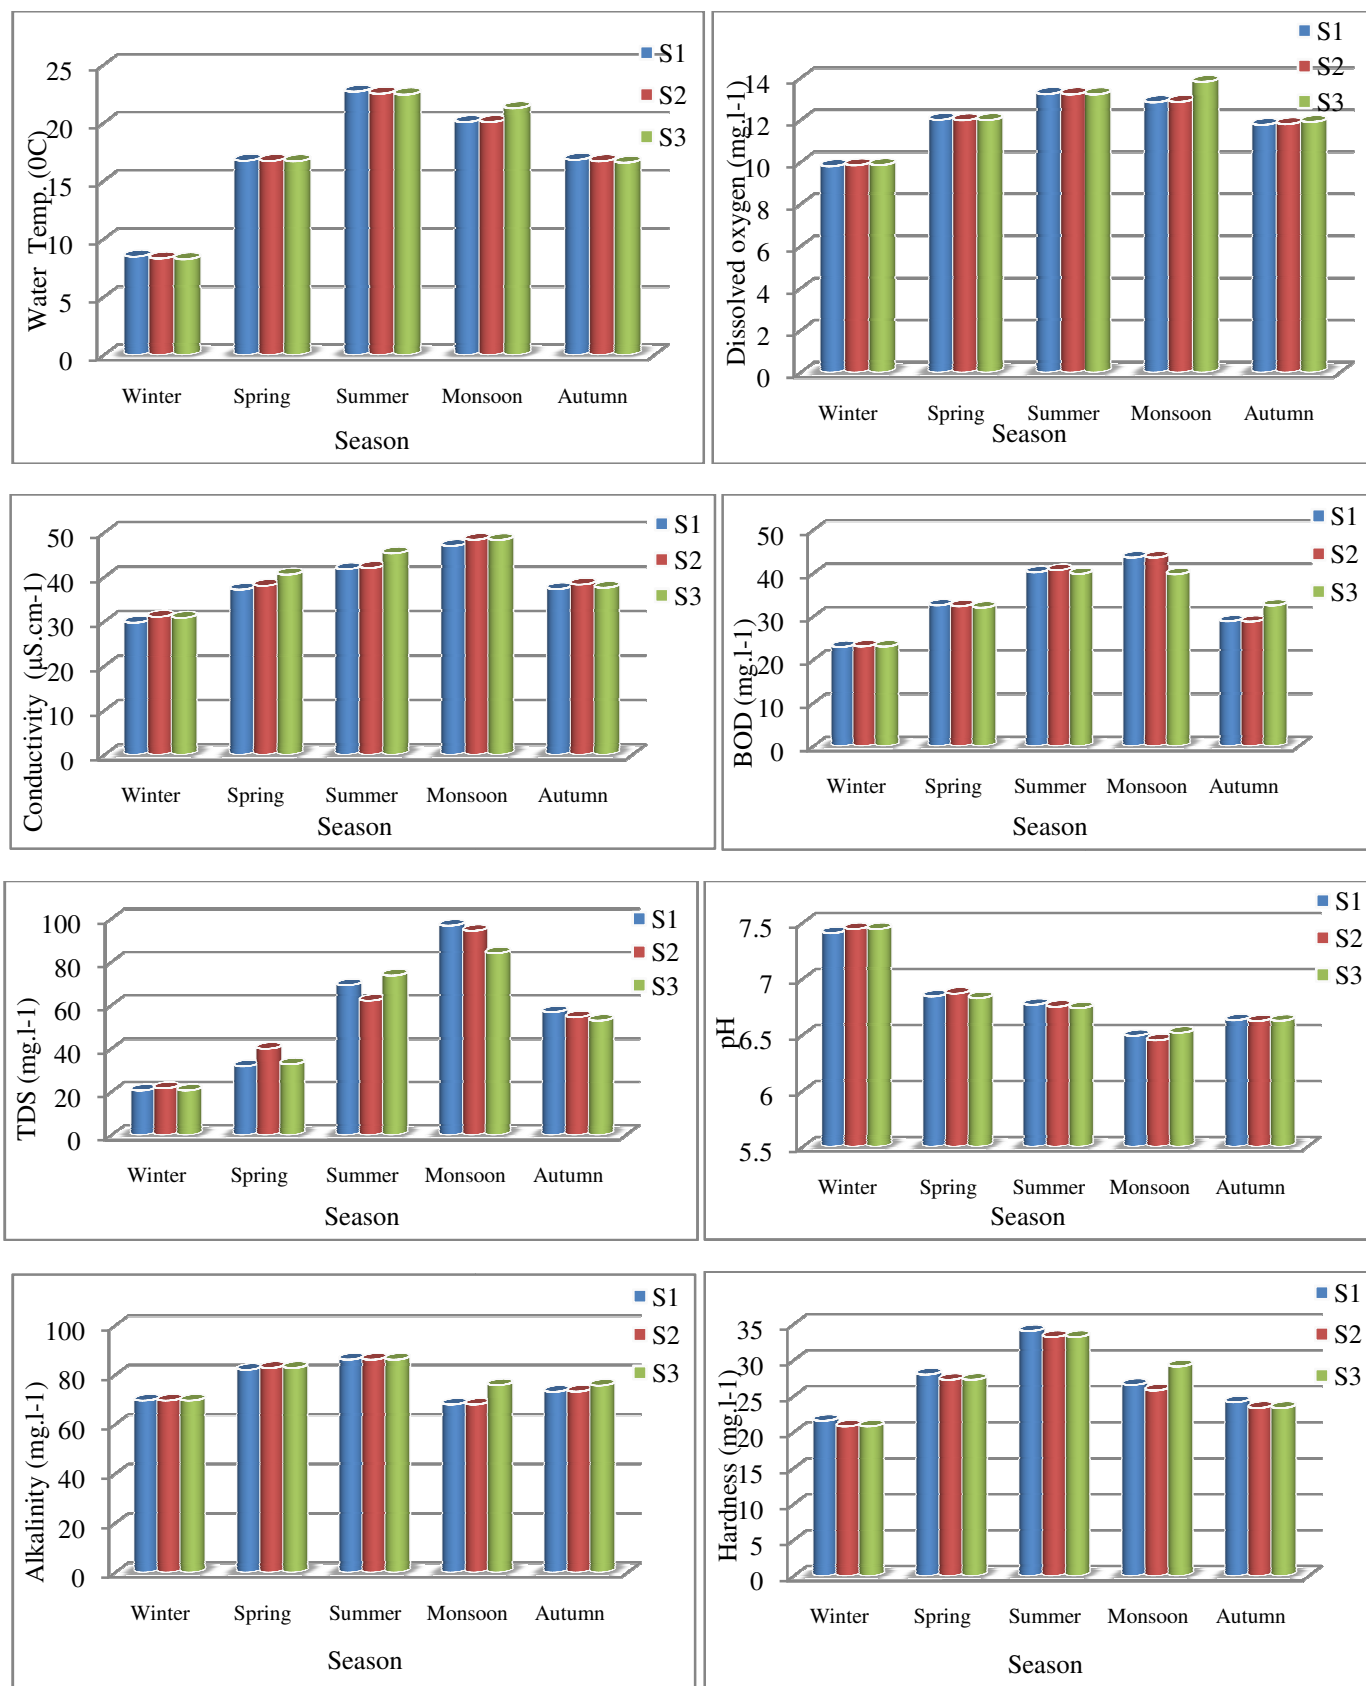 S1
S2
S3
25
20
15
10
5
0
Water Temp. (0C)
Winter Spring Summer Monsoon Autumn
Season
S1
S2
S3
14
12
10
8
6
4
2
0
Dissolved oxygen (mg.l-1)
Winter Spring Summer Monsoon Autumn
Season
S1
S2
S3
50
40
30
20
10
0
Conductivity (µS.cm-1)
Winter Spring Summer Monsoon Autumn
Season
S1
S2
S3
50
40
30
20
10
0
BOD (mg.l-1)
Winter Spring Summer Monsoon Autumn
Season
S1
S2
S3
100
80
60
40
20
0
TDS (mg.l-1)
Winter Spring Summer Monsoon Autumn
Season
S1
S2
S3
7.5
7
6.5
6
5.5
pH
Winter Spring Summer Monsoon Autumn
Season
S1
S2
S3
100
80
60
40
20
0
Alkalinity (mg.l-1)
Winter Spring Summer Monsoon Autumn
Season
S1
S2
S3
35
30
25
20
15
10
5
0
Hardness (mg.l-1)
Winter Spring Summer Monsoon Autumn
Season